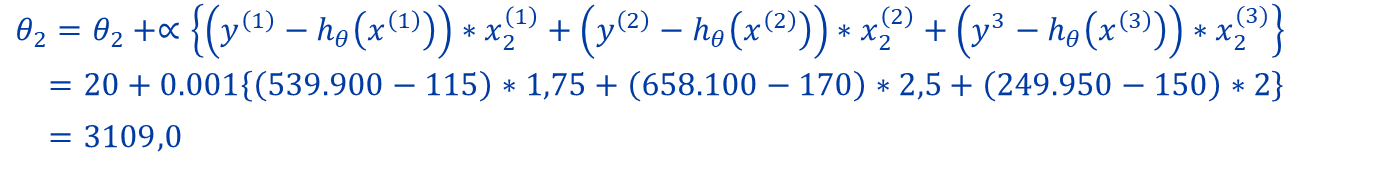 θ₂ = θ₂ +∝ {(y⁽¹⁾ − h_θ(x⁽¹⁾)) ∗ x₂⁽¹⁾ + (y⁽²⁾ − h_θ(x⁽²⁾)) ∗ x₂⁽²⁾ + (y³ − h_θ(x⁽³⁾)) ∗ x₂⁽³⁾}
= 20 + 0.001{(539.900 − 115) ∗ 1,75 + (658.100 − 170) ∗ 2,5 + (249.950 − 150) ∗ 2}
= 3109,0